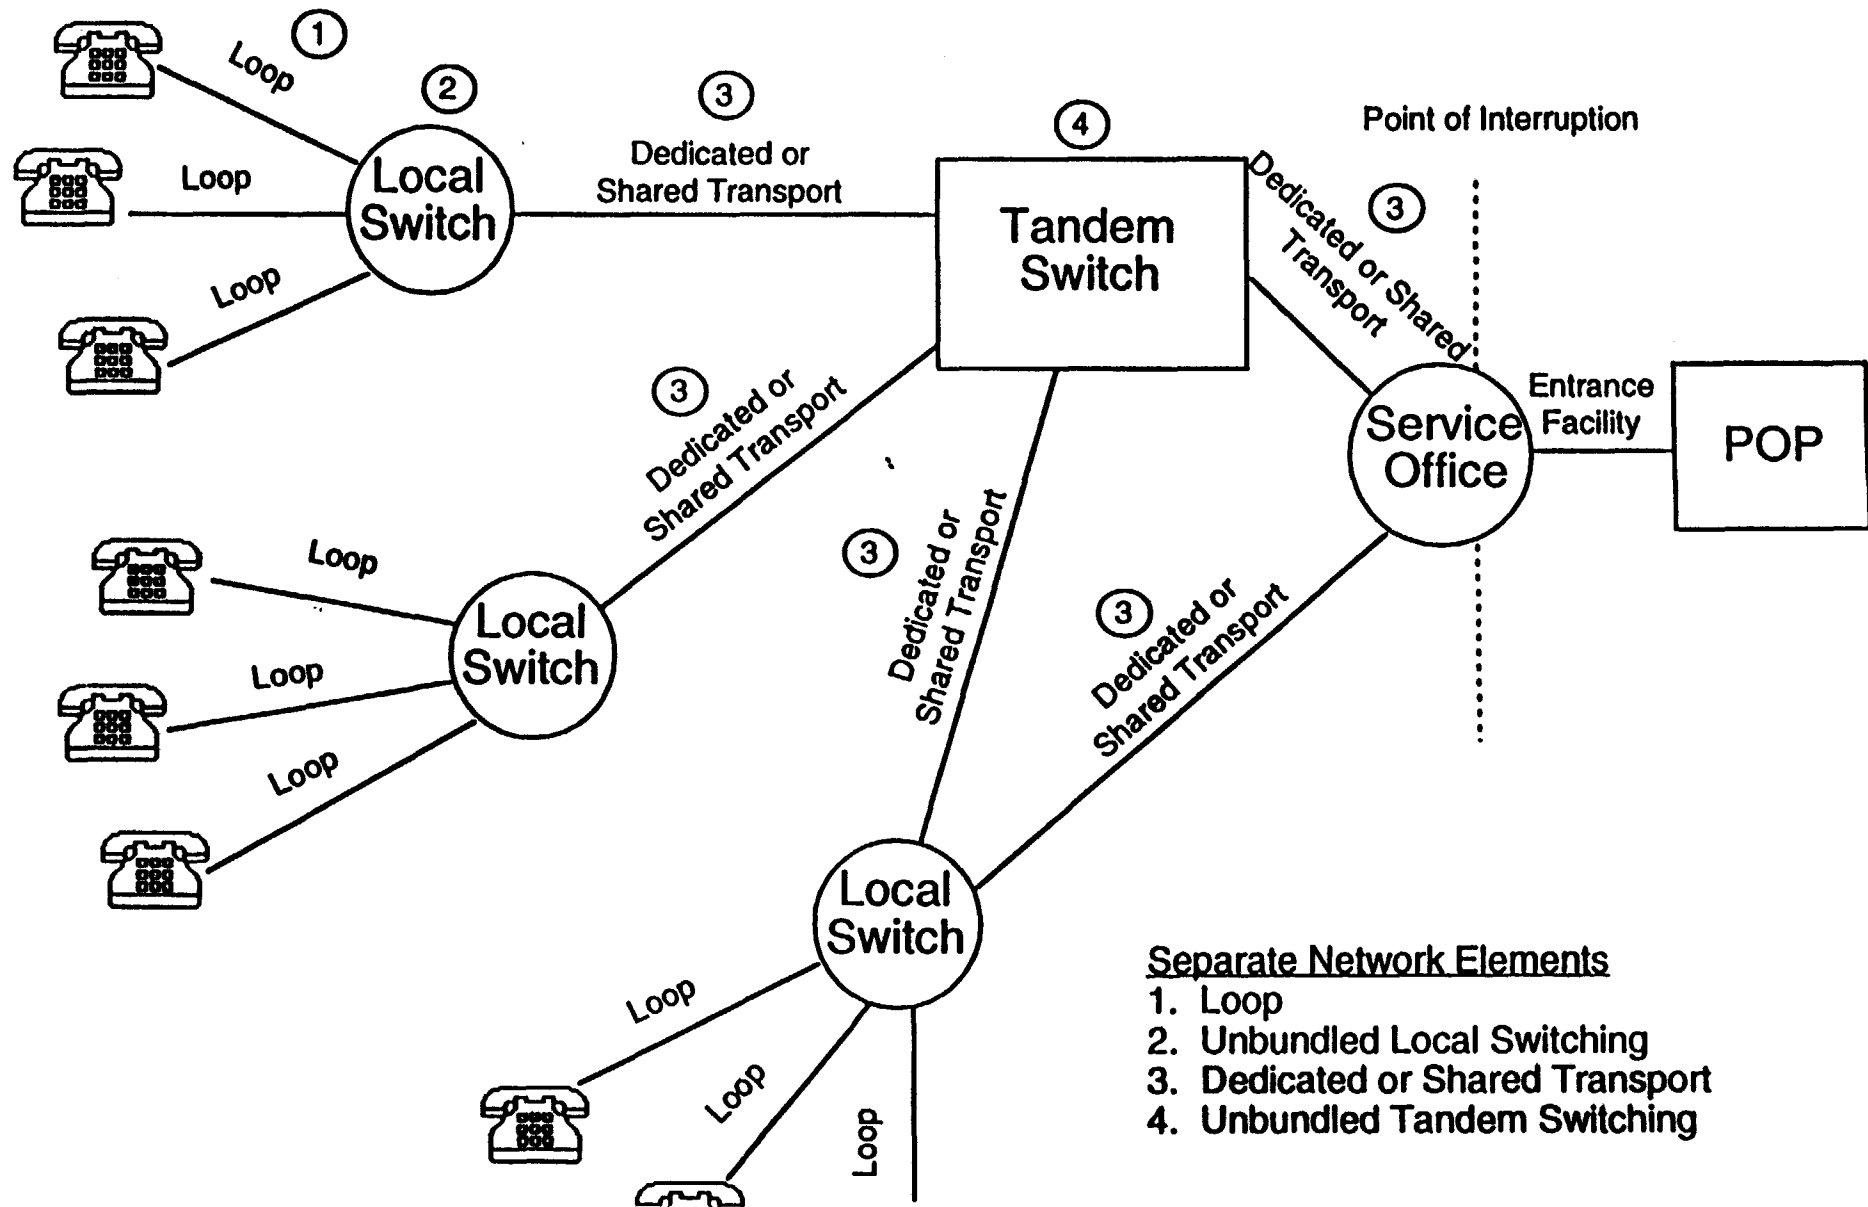 1
Loop
2
3
4
Point of Interruption
Dedicated or
Shared Transport
Dedicated or Shared
Transport
3
Loop
Local
Switch
Tandem
Switch
Loop
3
Dedicated or
Shared Transport
Entrance
Facility
Service
Office
POP
Loop
3
Dedicated or
Shared Transport
3
Dedicated or
Shared Transport
Local
Switch
Loop
Loop
Local
Switch
Loop
Loop
Loop
Separate Network Elements
1. Loop
2. Unbundled Local Switching
3. Dedicated or Shared Transport
4. Unbundled Tandem Switching